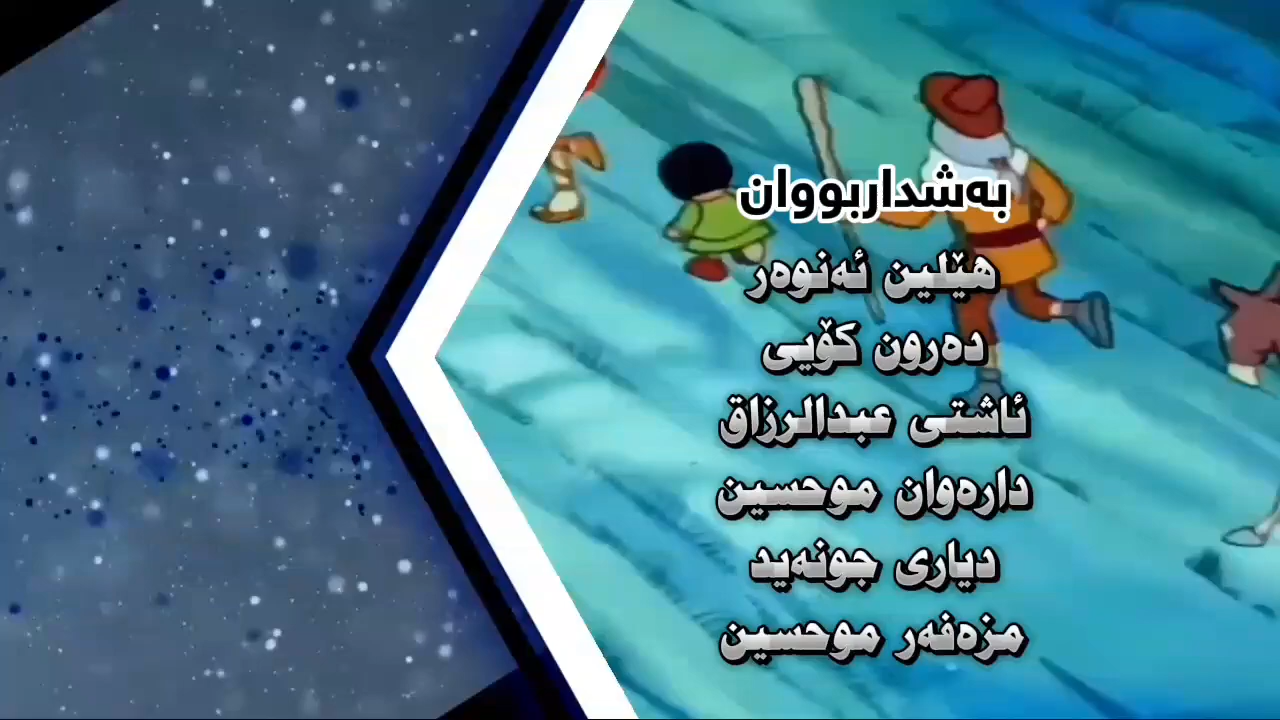 بەشداربووان
هێلین ئەنوەر
دەرون کۆیی
ئاشتی عبدالرزاق
دارەوان موحسین
دیاری جونەید
مزەفەر موحسین